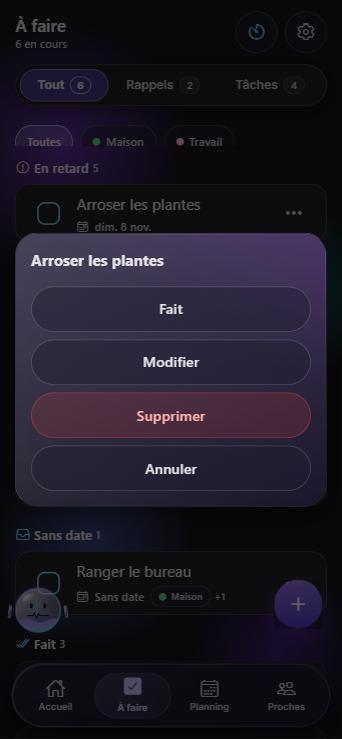 À faire
6 en cours
Tout 6 Rappels 2 Tâches 4
Toutes Maison Travail
En retard 5
Arroser les plantes
dim. 8 nov.
Arroser les plantes
Fait
Modifier
Supprimer
Annuler
Sans date 1
Ranger le bureau
Sans date Maison +1
Fait 3
Accueil À faire Planning Proches